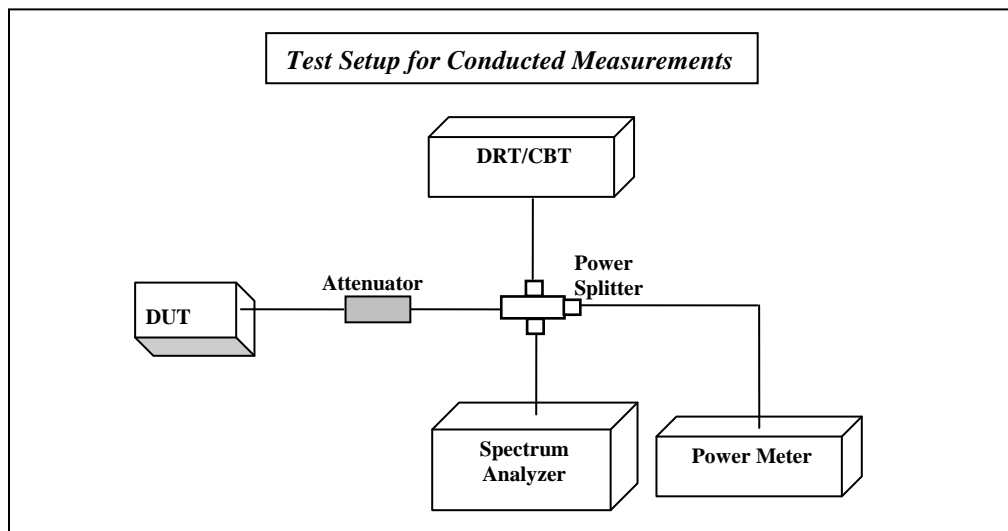 Test Setup for Conducted Measurements
DRT/CBT
Power
Splitter
Attenuator
DUT
Spectrum
Analyzer
Power Meter